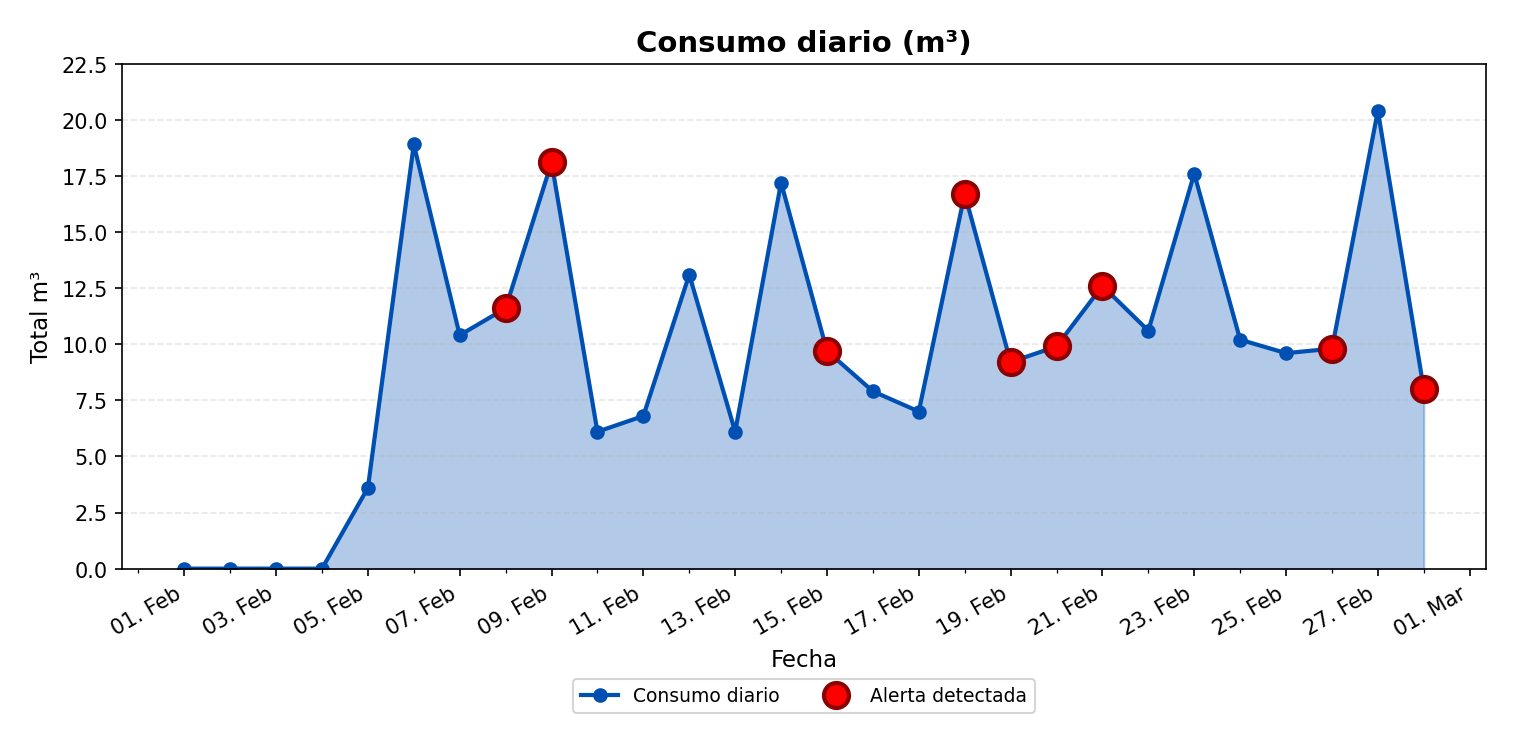 Consumo diario (m³)
22.5
20.0
17.5
15.0
12.5
10.0
7.5
5.0
2.5
0.0
Total m³
01. Feb
03. Feb
05. Feb
07. Feb
09. Feb
11. Feb
13. Feb
15. Feb
17. Feb
19. Feb
21. Feb
23. Feb
25. Feb
27. Feb
01. Mar
Fecha
Consumo diario
Alerta detectada